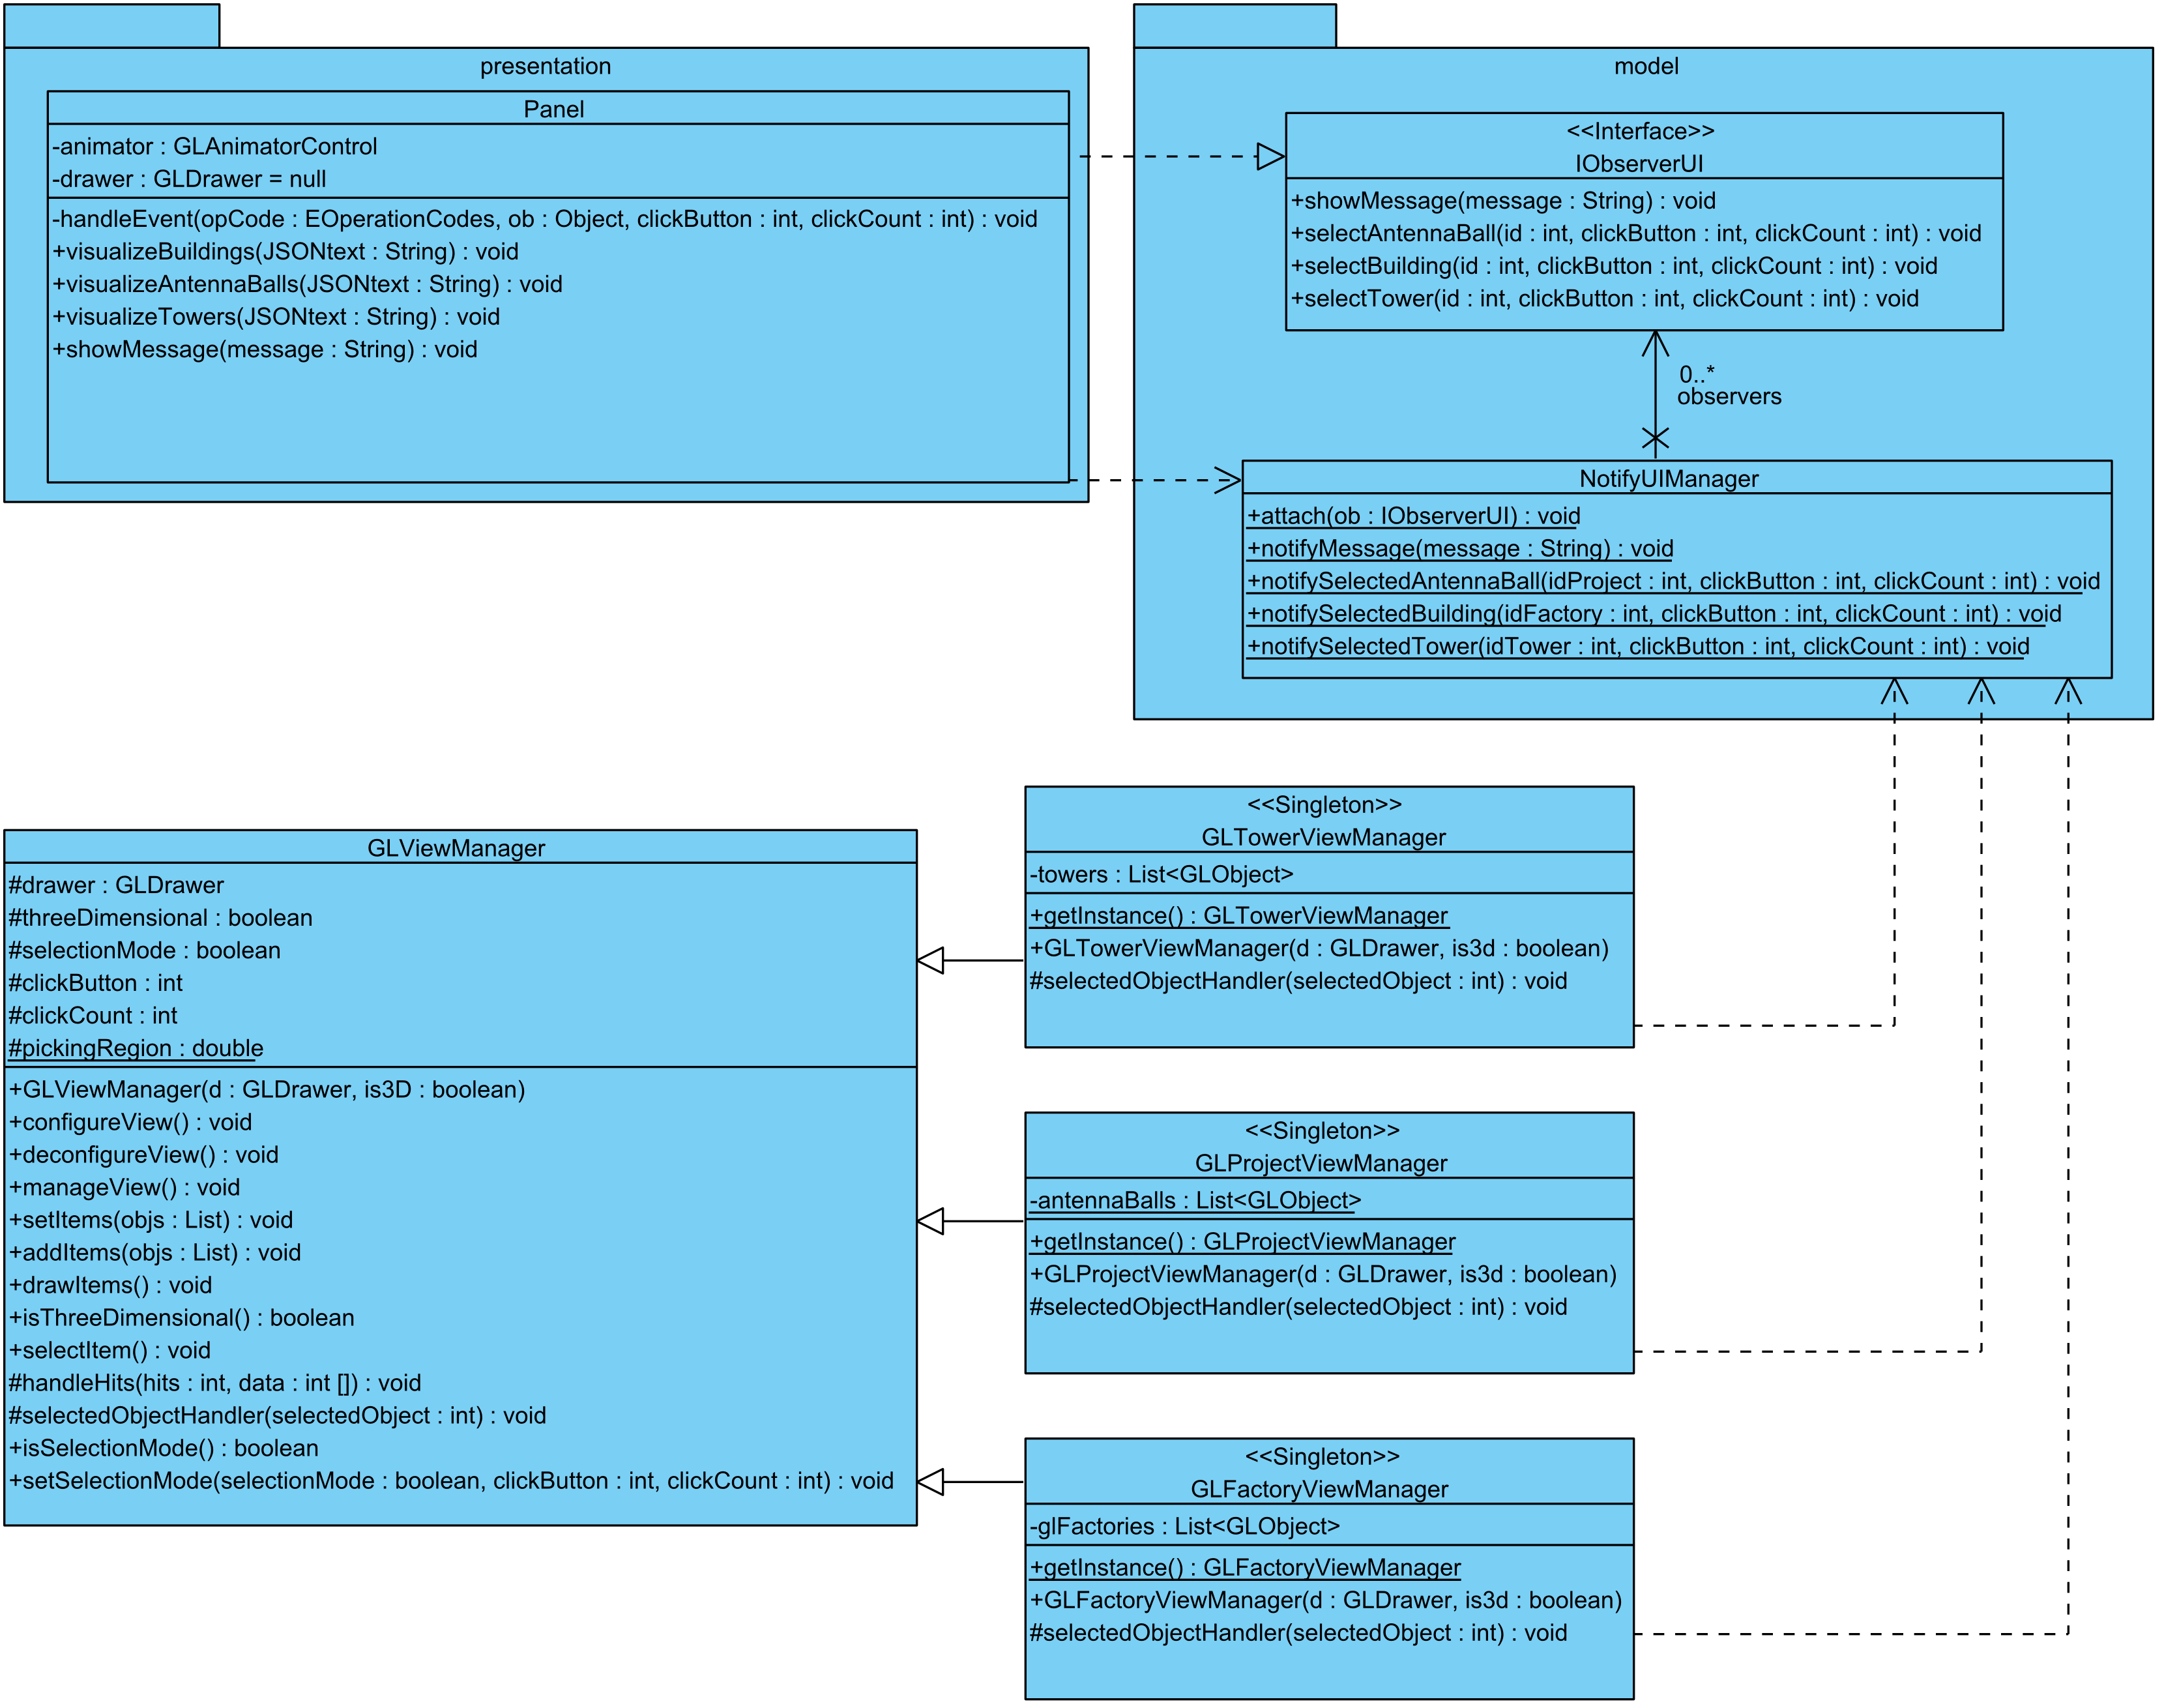 presentation
Panel
-animator : GLAnimatorControl
-drawer : GLDrawer = null
-handleEvent(opCode : EOperationCodes, ob : Object, clickButton : int, clickCount : int) : void
+visualizeBuildings(JSONtext : String) : void
+visualizeAntennaBalls(JSONtext : String) : void
+visualizeTowers(JSONtext : String) : void
+showMessage(message : String) : void
model
<<Interface>>
IObserverUI
+showMessage(message : String) : void
+selectAntennaBall(id : int, clickButton : int, clickCount : int) : void
+selectBuilding(id : int, clickButton : int, clickCount : int) : void
+selectTower(id : int, clickButton : int, clickCount : int) : void
0..*
observers
NotifyUIManager
+attach(ob : IObserverUI) : void
+notifyMessage(message : String) : void
+notifySelectedAntennaBall(idProject : int, clickButton : int, clickCount : int) : void
+notifySelectedBuilding(idFactory : int, clickButton : int, clickCount : int) : void
+notifySelectedTower(idTower : int, clickButton : int, clickCount : int) : void
GLViewManager
#drawer : GLDrawer
#threeDimensional : boolean
#selectionMode : boolean
#clickButton : int
#clickCount : int
#pickingRegion : double
+GLViewManager(d : GLDrawer, is3D : boolean)
+configureView() : void
+deconfigureView() : void
+manageView() : void
+setItems(objs : List) : void
+addItems(objs : List) : void
+drawItems() : void
+isThreeDimensional() : boolean
+selectItem() : void
#handleHits(hits : int, data : int []) : void
#selectedObjectHandler(selectedObject : int) : void
+isSelectionMode() : boolean
+setSelectionMode(selectionMode : boolean, clickButton : int, clickCount : int) : void
<<Singleton>>
GLTowerViewManager
-towers : List<GLObject>
+getInstance() : GLTowerViewManager
+GLTowerViewManager(d : GLDrawer, is3d : boolean)
#selectedObjectHandler(selectedObject : int) : void
<<Singleton>>
GLProjectViewManager
-antennaBalls : List<GLObject>
+getInstance() : GLProjectViewManager
+GLProjectViewManager(d : GLDrawer, is3d : boolean)
#selectedObjectHandler(selectedObject : int) : void
<<Singleton>>
GLFactoryViewManager
-glFactories : List<GLObject>
+getInstance() : GLFactoryViewManager
+GLFactoryViewManager(d : GLDrawer, is3d : boolean)
#selectedObjectHandler(selectedObject : int) : void